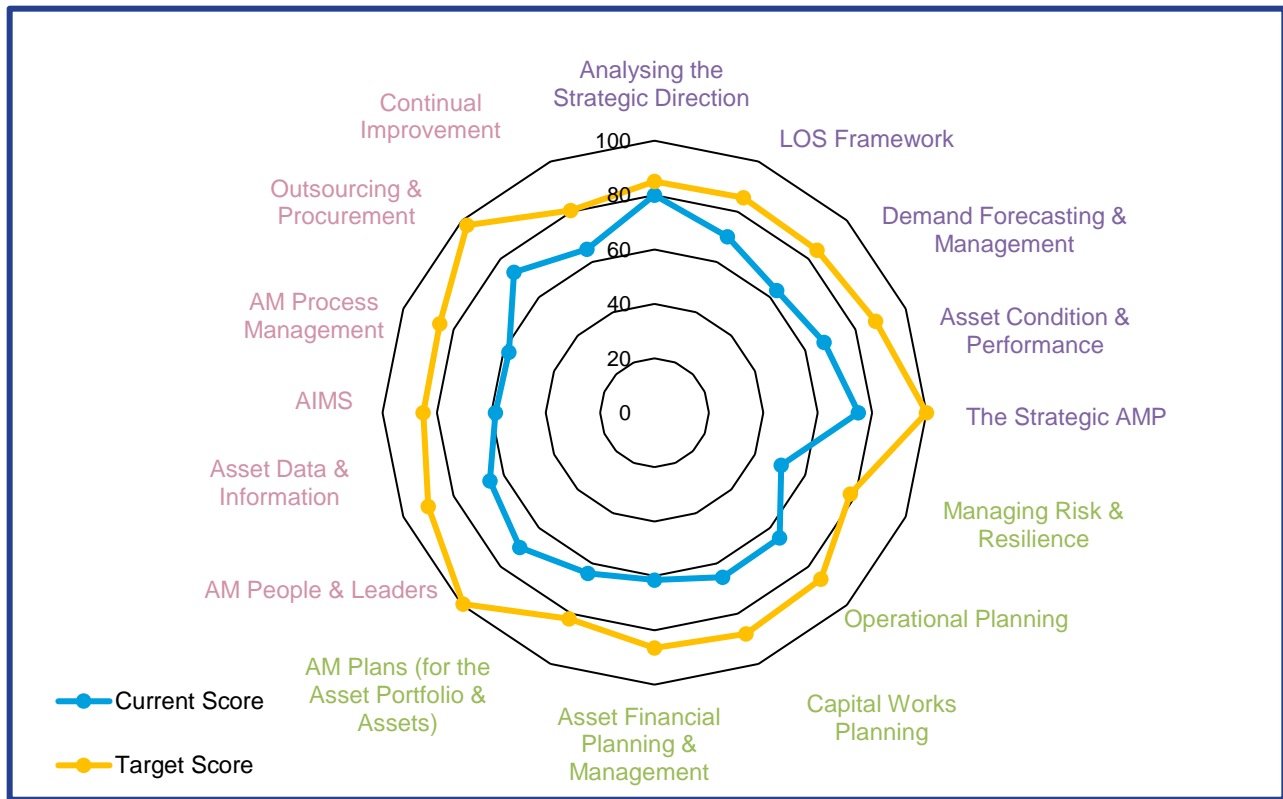 Analysing the
Strategic Direction
LOS Framework
Demand Forecasting &
Management
Asset Condition &
Performance
The Strategic AMP
Managing Risk &
Resilience
Operational Planning
Capital Works
Planning
Asset Financial
Planning &
Management
AM Plans (for the
Asset Portfolio &
Assets)
AM People & Leaders
Asset Data &
Information
AIMS
AM Process
Management
Outsourcing &
Procurement
Continual
Improvement
100
80
60
40
20
0
Current Score
Target Score